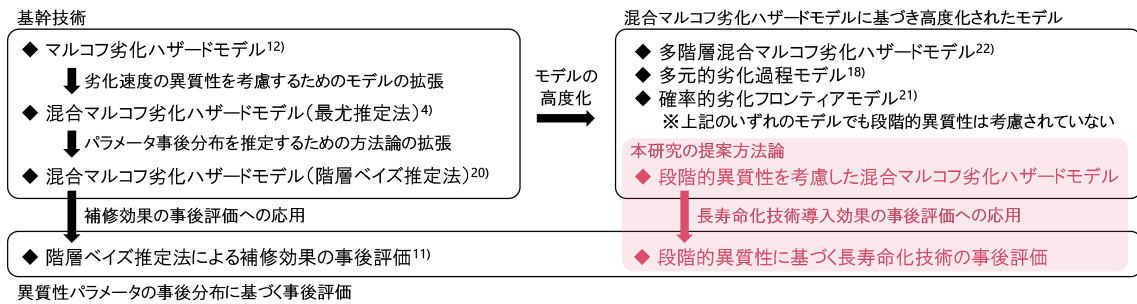 基幹技術
◆ マルコフ劣化ハザードモデル12)
劣化速度の異質性を考慮するためのモデルの拡張
◆ 混合マルコフ劣化ハザードモデル(最尤推定法)4)
パラメータ事後分布を推定するための方法論の拡張
◆ 混合マルコフ劣化ハザードモデル(階層ベイズ推定法)20)
補修効果の事後評価への応用
◆ 階層ベイズ推定法による補修効果の事後評価11)
異質性パラメータの事後分布に基づく事後評価
モデルの
高度化
混合マルコフ劣化ハザードモデルに基づき高度化されたモデル
◆ 多階層混合マルコフ劣化ハザードモデル22)
◆ 多元的劣化過程モデル18)
◆ 確率的劣化フロンティアモデル21)
※上記のいずれのモデルでも段階的異質性は考慮されていない
本研究の提案方法論
◆ 段階的異質性を考慮した混合マルコフ劣化ハザードモデル
長寿命化技術導入効果の事後評価への応用
◆ 段階的異質性に基づく長寿命化技術の事後評価